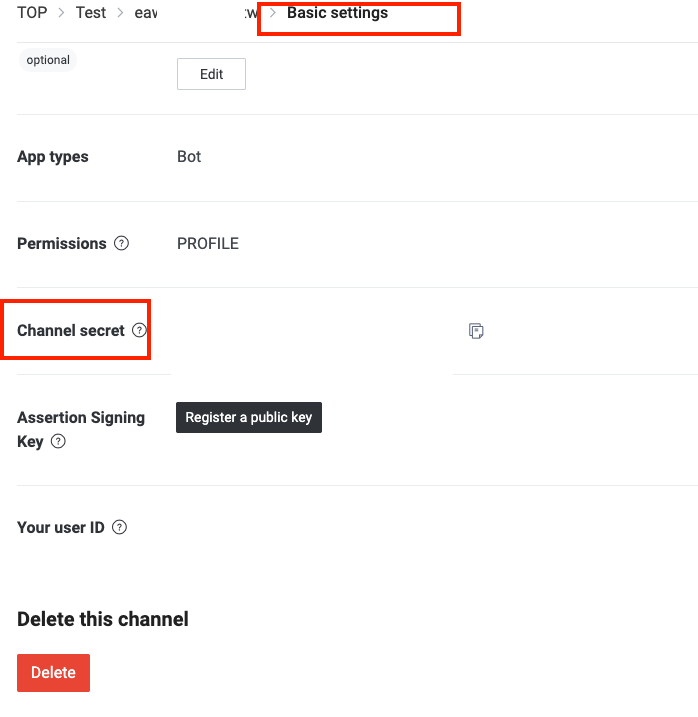 TOP > Test > eav tw > Basic settings
optional
Edit
App types Bot
Permissions ? PROFILE
Channel secret ?
Assertion Signing Key ? Register a public key
Your user ID ?
Delete this channel
Delete